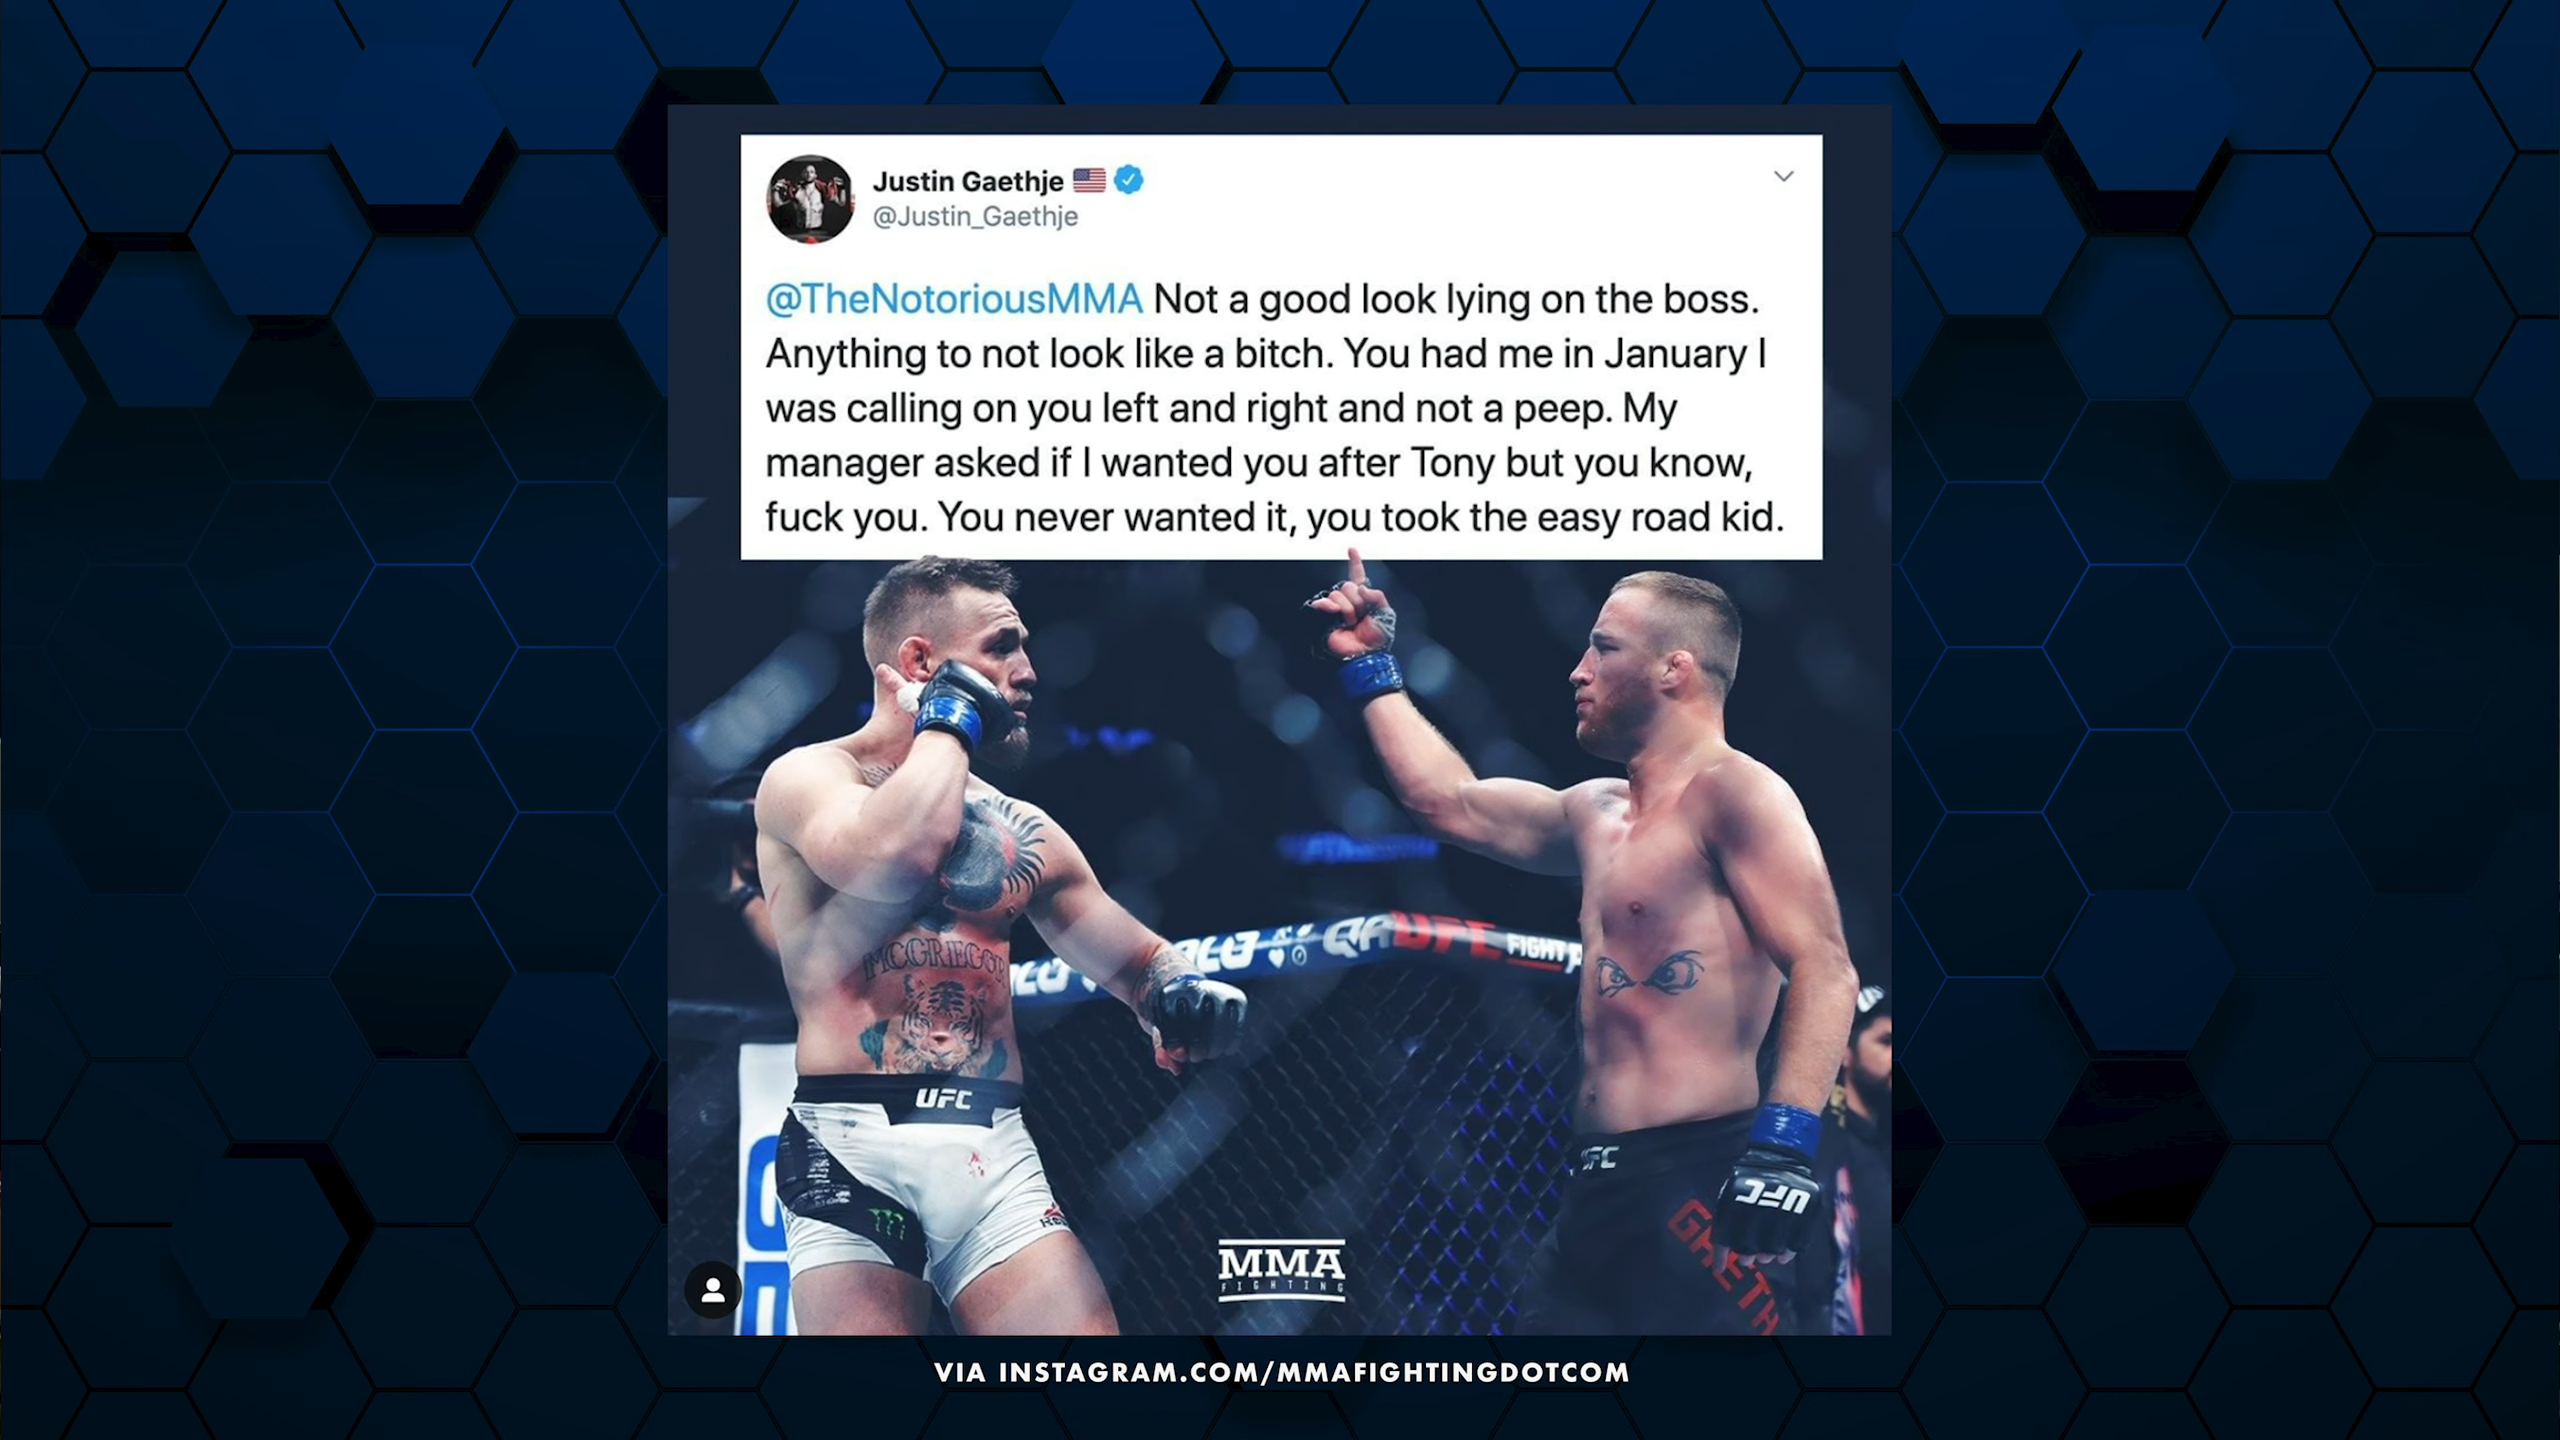 Justin Gaethje
@Justin_Gaethje
@TheNotoriousMMA Not a good look lying on the boss.
Anything to not look like a bitch. You had me in January I
was calling on you left and right and not a peep. My
manager asked if I wanted you after Tony but you know,
fuck you. You never wanted it, you took the easy road kid.
UFC
FIGHT
MCGREGOR
UFC
UFC
MMA
FIGHTING
VIA INSTAGRAM.COM/MMAFIGHTINGDOTCOM